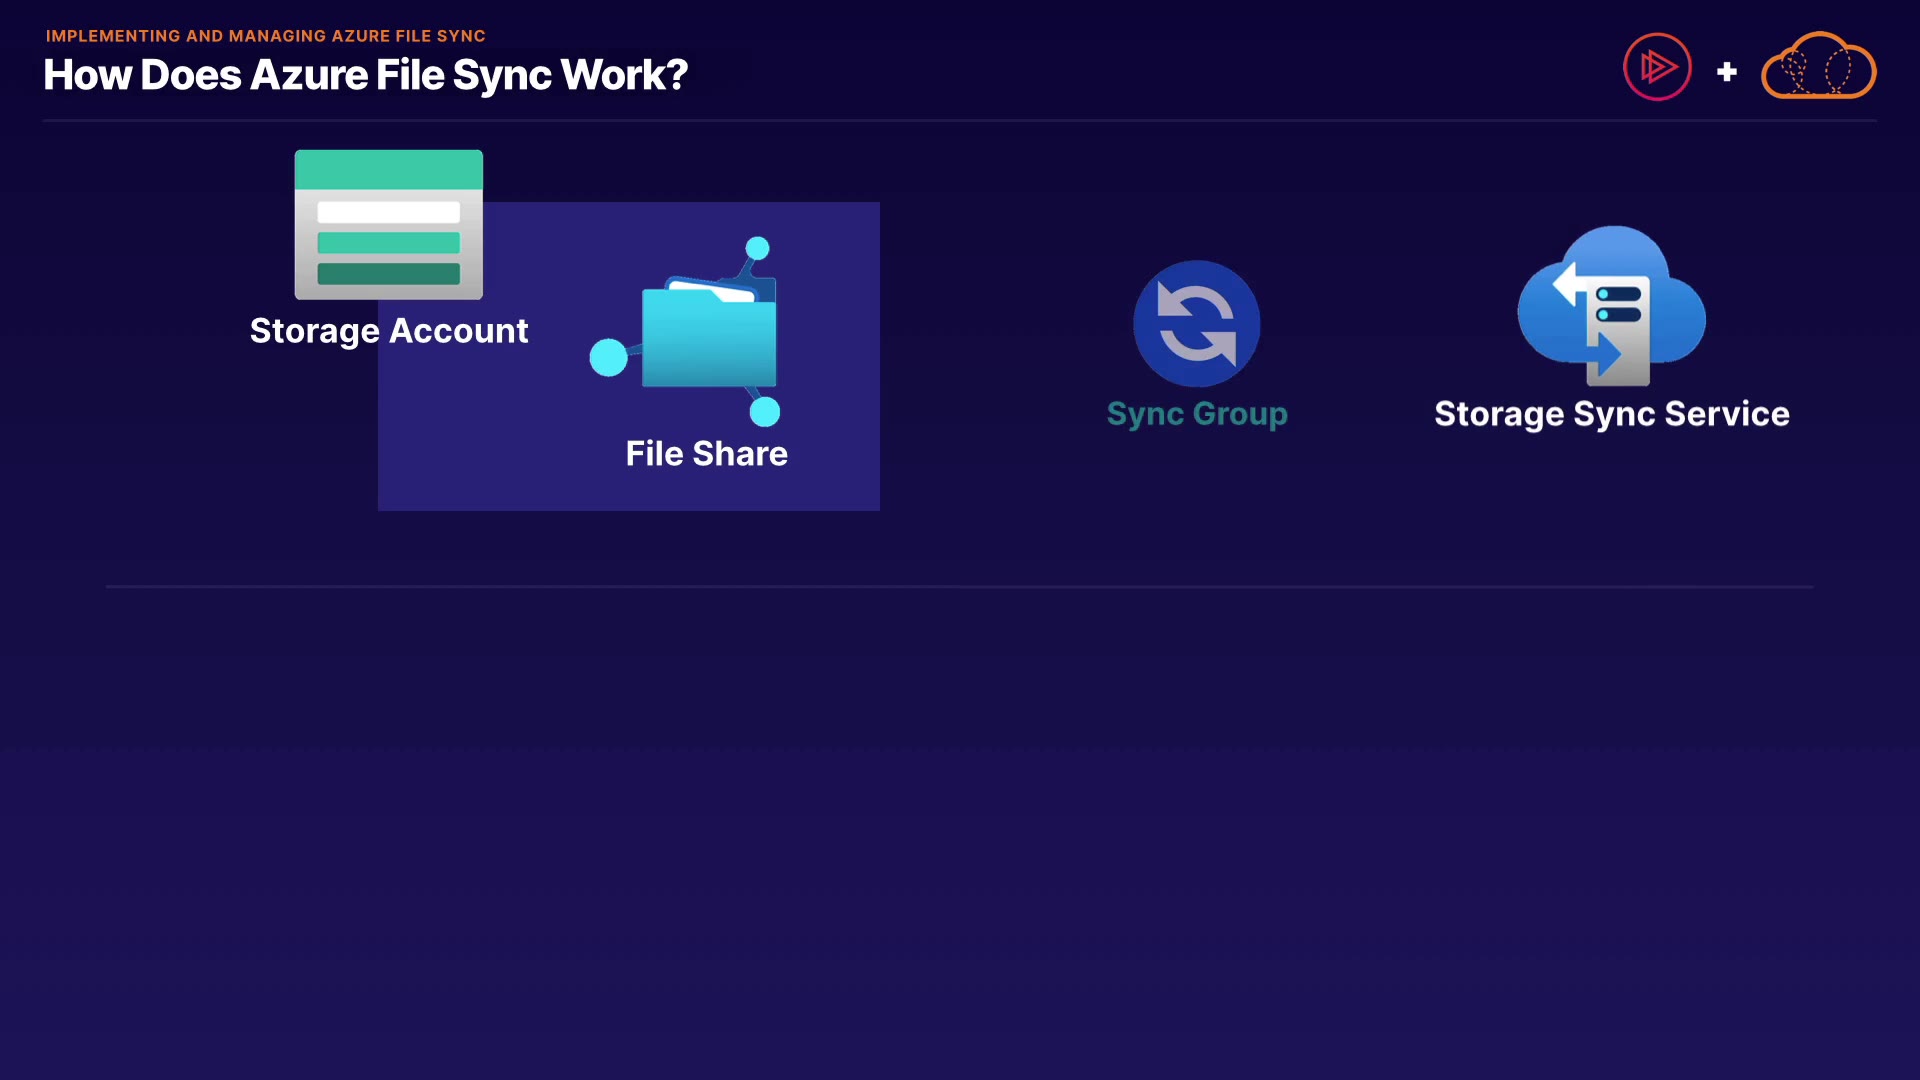 IMPLEMENTING AND MANAGING AZURE FILE SYNC
How Does Azure File Sync Work?
Storage Account
File Share
Sync Group
Storage Sync Service